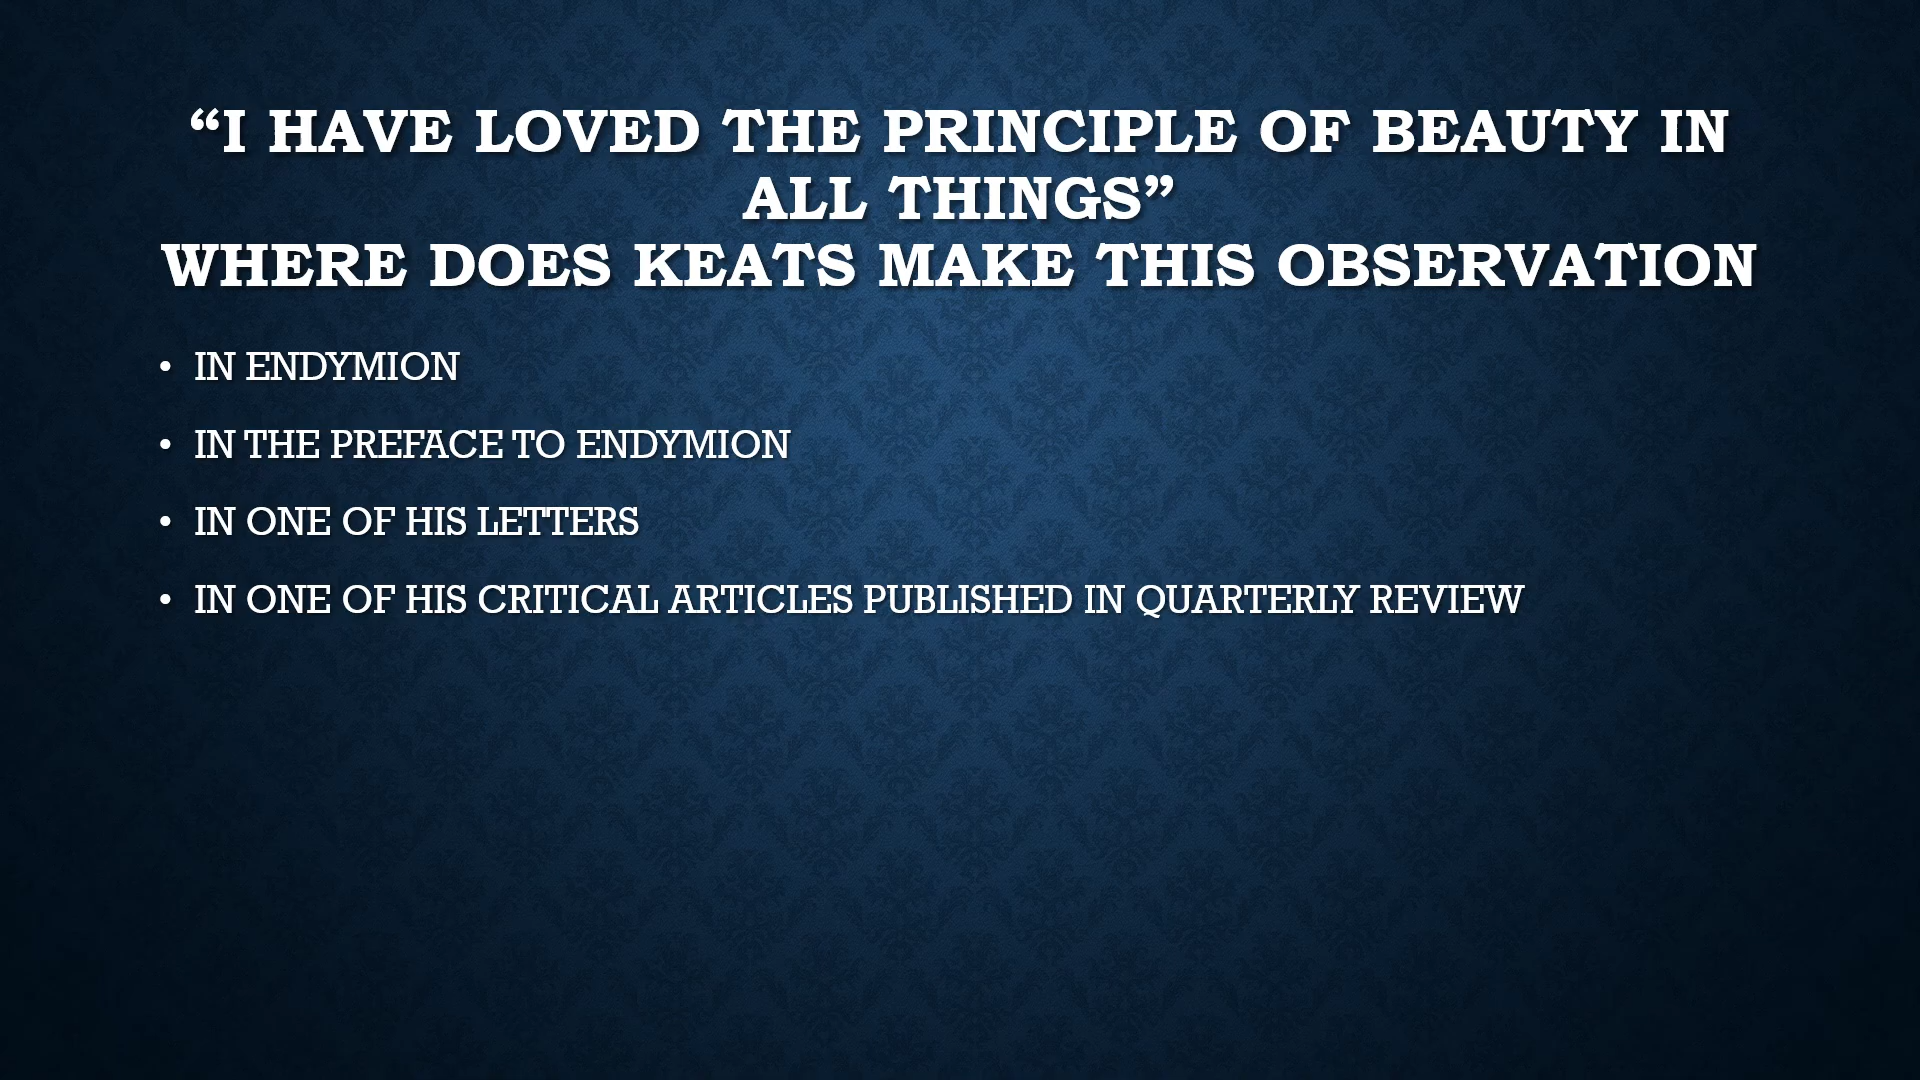 “I HAVE LOVED THE PRINCIPLE OF BEAUTY IN
ALL THINGS”
WHERE DOES KEATS MAKE THIS OBSERVATION
• IN ENDYMION
• IN THE PREFACE TO ENDYMION
• IN ONE OF HIS LETTERS
• IN ONE OF HIS CRITICAL ARTICLES PUBLISHED IN QUARTERLY REVIEW